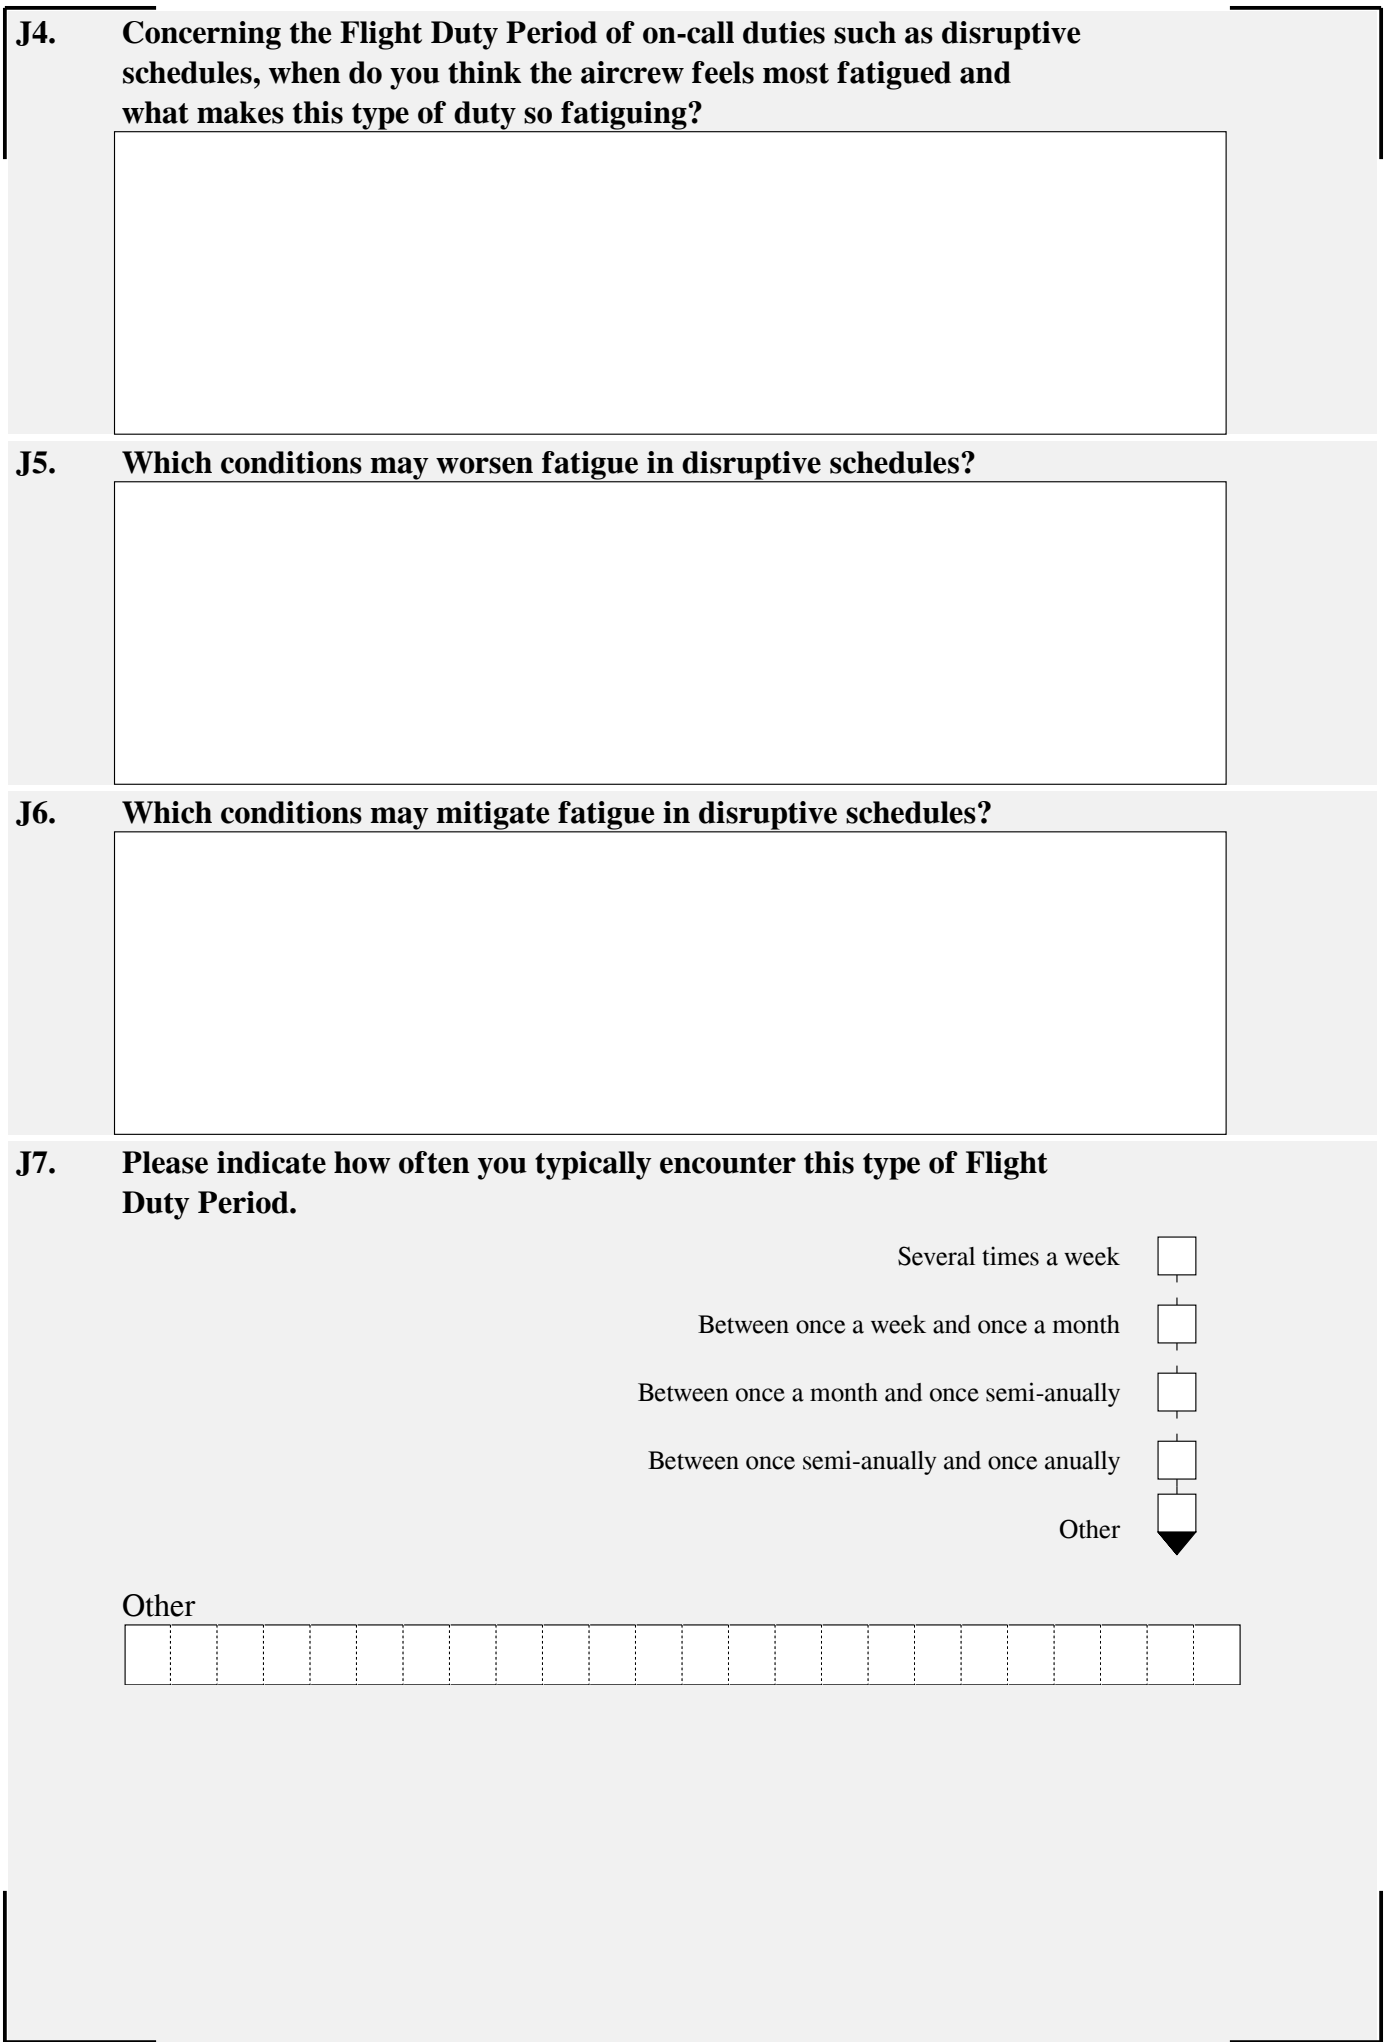 J4. Concerning the Flight Duty Period of on-call duties such as disruptive
schedules, when do you think the aircrew feels most fatigued and
what makes this type of duty so fatiguing?
J5. Which conditions may worsen fatigue in disruptive schedules?
J6. Which conditions may mitigate fatigue in disruptive schedules?
J7. Please indicate how often you typically encounter this type of Flight
Duty Period.
Several times a week
Between once a week and once a month
Between once a month and once semi-anually
Between once semi-anually and once anually
Other
Other